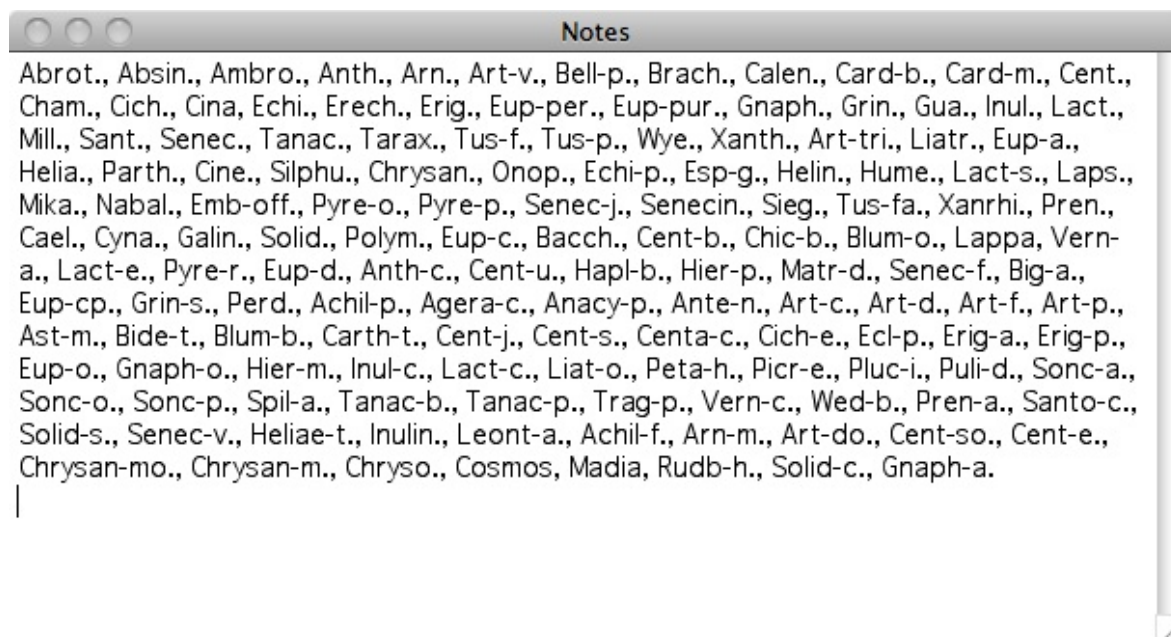 Notes
Abrot., Absin., Ambro., Anth., Arn., Art-v., Bell-p., Brach., Calen., Card-b., Card-m., Cent.,
Cham., Cich., Cina, Echi., Erech., Erig., Eup-per., Eup-pur., Gnaph., Grin., Gua., Inul., Lact.,
Mill., Sant., Senec., Tanac., Tarax., Tus-f., Tus-p., Wye., Xanth., Art-tri., Liatr., Eup-a.,
Helia., Parth., Cine., Silphu., Chrysan., Onop., Echi-p., Esp-g., Helin., Hume., Lact-s., Laps.,
Mika., Nabal., Emb-off., Pyre-o., Pyre-p., Senec-j., Senecin., Sieg., Tus-fa., Xanrhi., Pren.,
Cael., Cyna., Galin., Solid., Polym., Eup-c., Bacch., Cent-b., Chic-b., Blum-o., Lappa, Vern-
a., Lact-e., Pyre-r., Eup-d., Anth-c., Cent-u., Hapl-b., Hier-p., Matr-d., Senec-f., Big-a.,
Eup-cp., Grin-s., Perd., Achil-p., Agera-c., Anacy-p., Ante-n., Art-c., Art-d., Art-f., Art-p.,
Ast-m., Bide-t., Blum-b., Carth-t., Cent-j., Cent-s., Centa-c., Cich-e., Ecl-p., Erig-a., Erig-p.,
Eup-o., Gnaph-o., Hier-m., Inul-c., Lact-c., Liat-o., Peta-h., Picr-e., Pluc-i., Puli-d., Sonc-a.,
Sonc-o., Sonc-p., Spil-a., Tanac-b., Tanac-p., Trag-p., Vern-c., Wed-b., Pren-a., Santo-c.,
Solid-s., Senec-v., Heliae-t., Inulin., Leont-a., Achil-f., Arn-m., Art-do., Cent-so., Cent-e.,
Chrysan-mo., Chrysan-m., Chryso., Cosmos, Madia, Rudb-h., Solid-c., Gnaph-a.